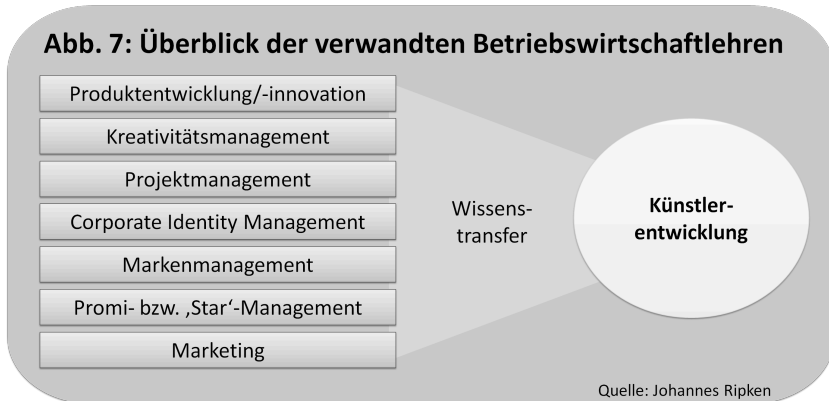 Abb. 7: Überblick der verwandten Betriebswirtschaftlehren
Produktentwicklung/-innovation
Kreativitätsmanagement
Projektmanagement
Corporate Identity Management
Markenmanagement
Promi- bzw. ‚Star‘-Management
Marketing
Wissens-
transfer
Künstler-
entwicklung
Quelle: Johannes Ripken